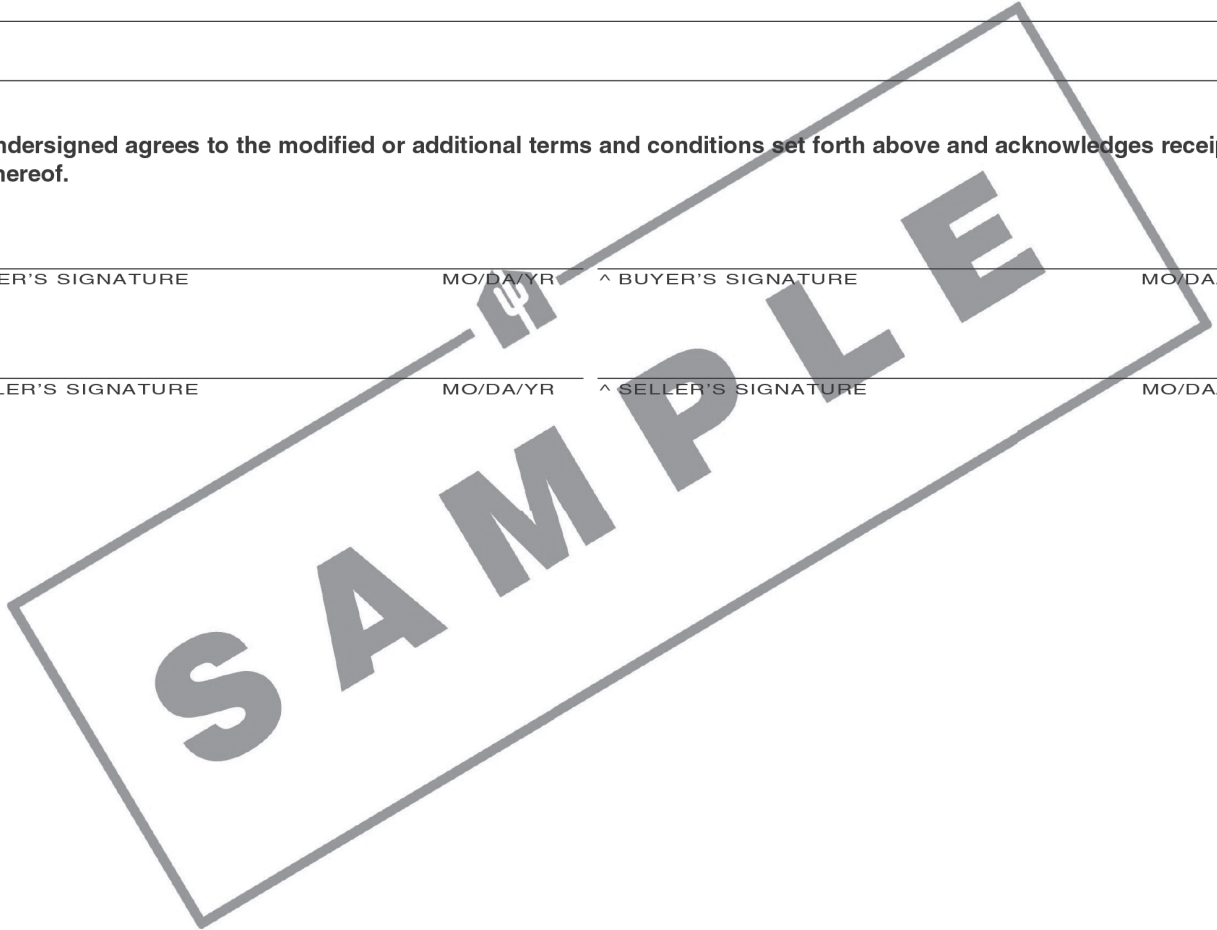 ndersigned agrees to the modified or additional terms and conditions set forth above and acknowledges receip
hereof.
ER'S SIGNATURE MO/DA/YR ^ BUYER'S SIGNATURE MO/DA
LER'S SIGNATURE MO/DA/YR ^ SELLER'S SIGNATURE MO/DA
SAMPLE